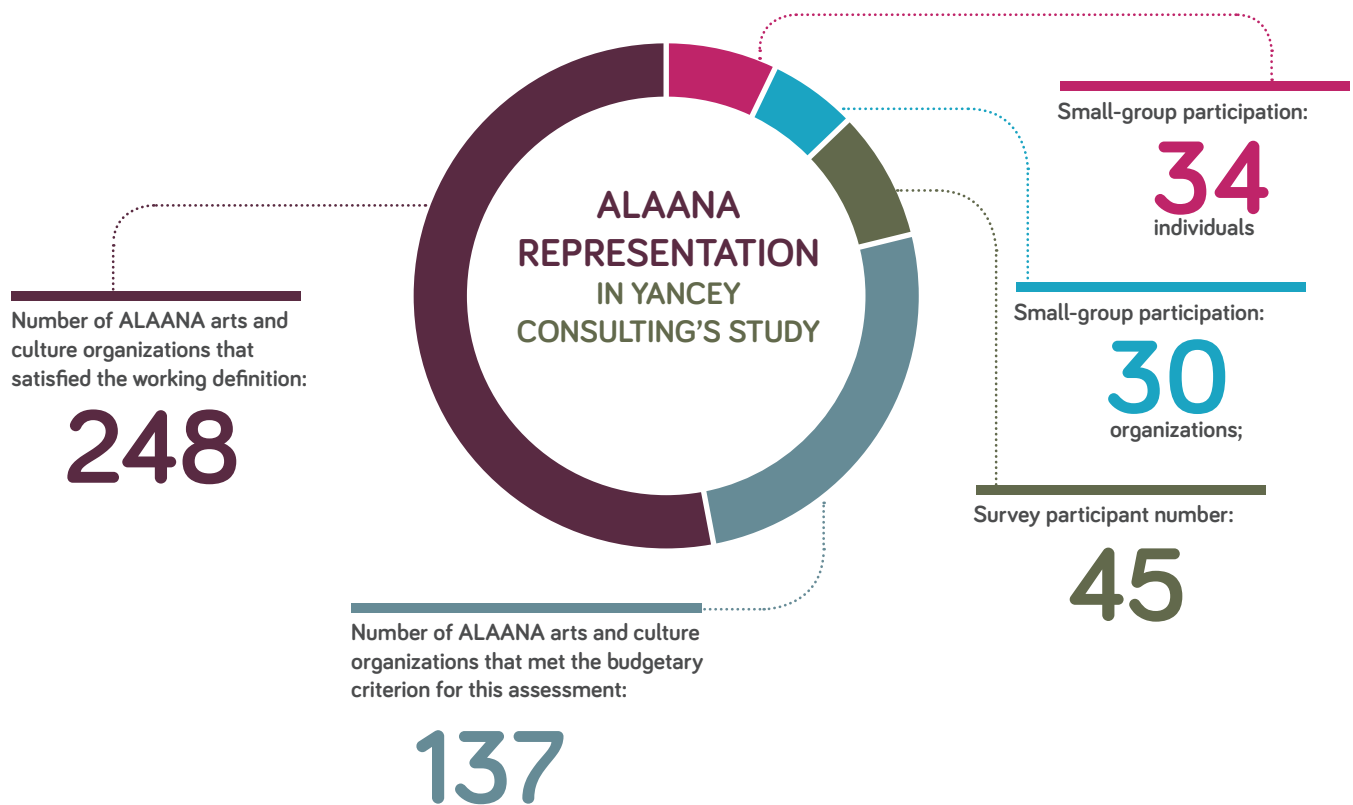 ALAANA
REPRESENTATION
IN YANCEY
CONSULTING'S STUDY
Small-group participation:
34
individuals
Small-group participation:
30
organizations;
Survey participant number:
45
Number of ALAANA arts and culture
organizations that met the budgetary
criterion for this assessment:
137
Number of ALAANA arts and
culture organizations that
satisfied the working definition:
248